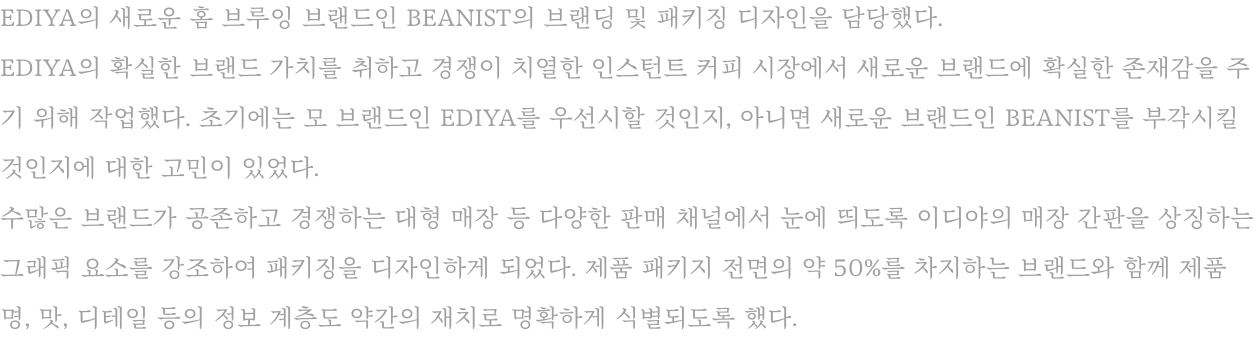 EDIYA의 새로운 홈 브루잉 브랜드인 BEANIST의 브랜딩 및 패키징 디자인을 담당했다.
EDIYA의 확실한 브랜드 가치를 취하고 경쟁이 치열한 인스턴트 커피 시장에서 새로운 브랜드에 확실한 존재감을 주
기 위해 작업했다. 초기에는 모 브랜드인 EDIYA를 우선시할 것인지, 아니면 새로운 브랜드인 BEANIST를 부각시킬
것인지에 대한 고민이 있었다.
수많은 브랜드가 공존하고 경쟁하는 대형 매장 등 다양한 판매 채널에서 눈에 띄도록 이디야의 매장 간판을 상징하는
그래픽 요소를 강조하여 패키징을 디자인하게 되었다. 제품 패키지 전면의 약 50%를 차지하는 브랜드와 함께 제품
명, 맛, 디테일 등의 정보 계층도 약간의 재치로 명확하게 식별되도록 했다.